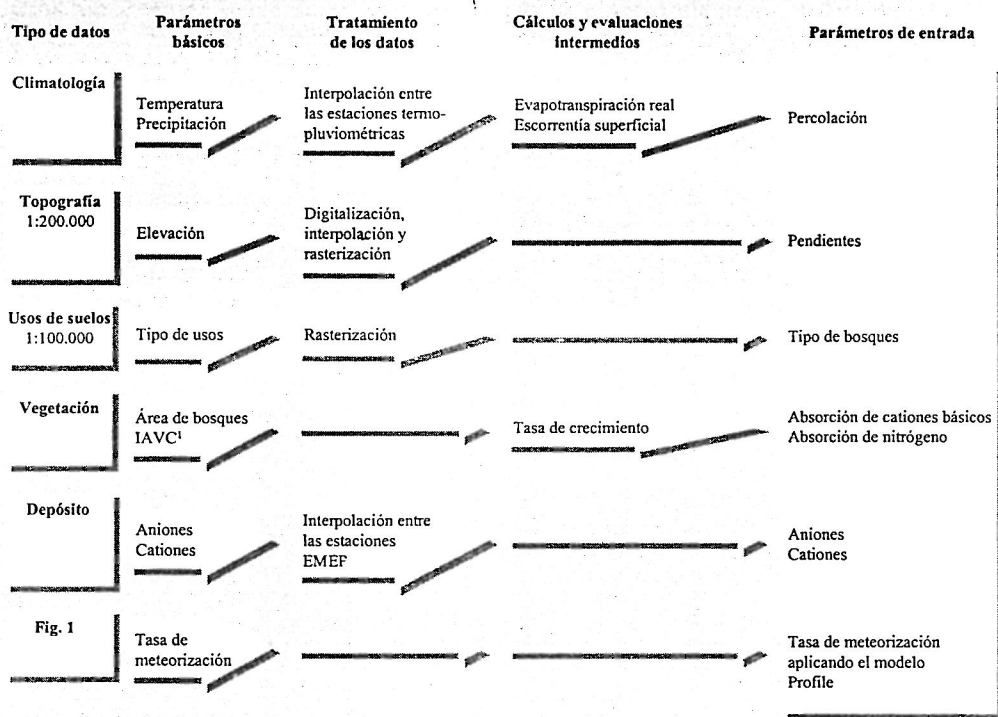 Tipo de datos
Parámetros
básicos
Tratamiento
de los datos
Cálculos y evaluaciones
intermedios
Parámetros de entrada
Climatología
Temperatura
Precipitación
Interpolación entre
las estaciones termo-
pluviométricas
Evapotranspiración real
Escorrentía superficial
Percolación
Topografía
1:200.000
Elevación
Digitalización,
interpolación y
rasterización
Pendientes
Usos de suelos
1:100.000
Tipo de usos
Rasterización
Tipo de bosques
Vegetación
Área de bosques
IAVC¹
Tasa de crecimiento
Absorción de cationes básicos
Absorción de nitrógeno
Depósito
Aniones
Cationes
Interpolación entre
las estaciones
EMEF
Aniones
Cationes
Fig. 1
Tasa de
meteorización
Tasa de meteorización
aplicando el modelo
Profile